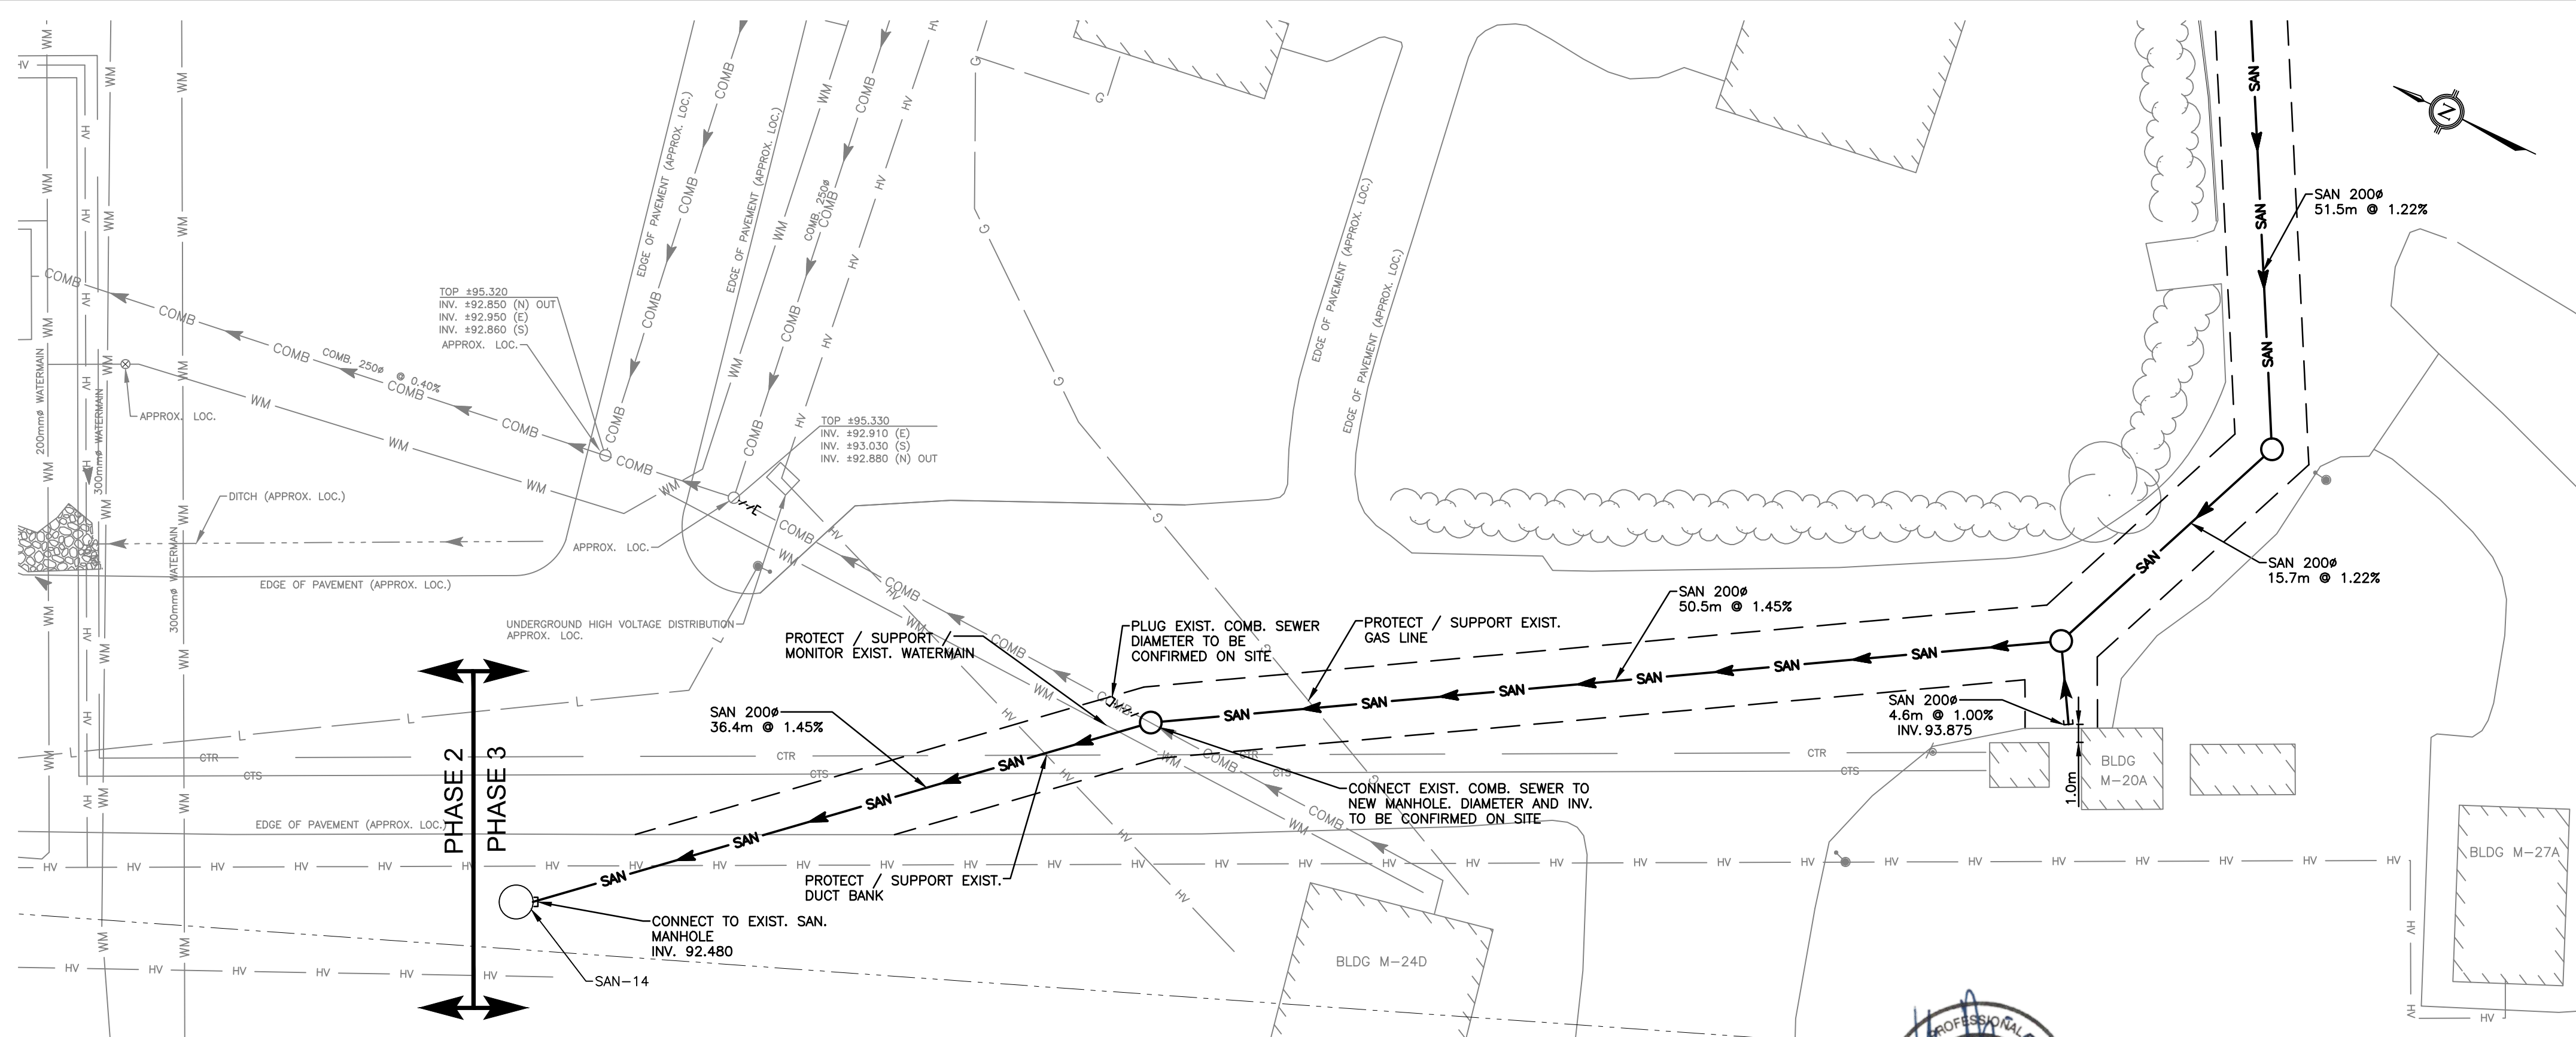 SAN 200ø
51.5m @ 1.22%
SAN 200ø
15.7m @ 1.22%
SAN 200ø
50.5m @ 1.45%
SAN 200ø
4.6m @ 1.00%
INV. 93.875
1.0m
SAN 200ø
36.4m @ 1.45%
TOP ±95.320
INV. ±92.850 (N) OUT
INV. ±92.950 (E)
INV. ±92.860 (S)
APPROX. LOC.
TOP ±95.330
INV. ±92.910 (E)
INV. ±93.030 (S)
INV. ±92.880 (N) OUT
APPROX. LOC.
APPROX. LOC.
COMB. 250ø @ 0.40%
COMB. 250ø
EDGE OF PAVEMENT (APPROX. LOC.)
EDGE OF PAVEMENT (APPROX. LOC.)
EDGE OF PAVEMENT (APPROX. LOC.)
EDGE OF PAVEMENT (APPROX. LOC.)
EDGE OF PAVEMENT (APPROX. LOC.)
EDGE OF PAVEMENT (APPROX. LOC.)
200mmø WATERMAIN
300mmø WATERMAIN
300mmø WATERMAIN
DITCH (APPROX. LOC.)
UNDERGROUND HIGH VOLTAGE DISTRIBUTION
APPROX. LOC.
PROTECT / SUPPORT /
MONITOR EXIST. WATERMAIN
PLUG EXIST. COMB. SEWER
DIAMETER TO BE
CONFIRMED ON SITE
PROTECT / SUPPORT EXIST.
GAS LINE
CONNECT EXIST. COMB. SEWER TO
NEW MANHOLE. DIAMETER AND INV.
TO BE CONFIRMED ON SITE
PROTECT / SUPPORT EXIST.
DUCT BANK
CONNECT TO EXIST. SAN.
MANHOLE
INV. 92.480
SAN-14
PHASE 2
PHASE 3
BLDG
M-20A
BLDG M-27A
BLDG M-24D
N
SAN
COMB
WM
HV
G
L
CTR
CTS
PROFESSIONAL